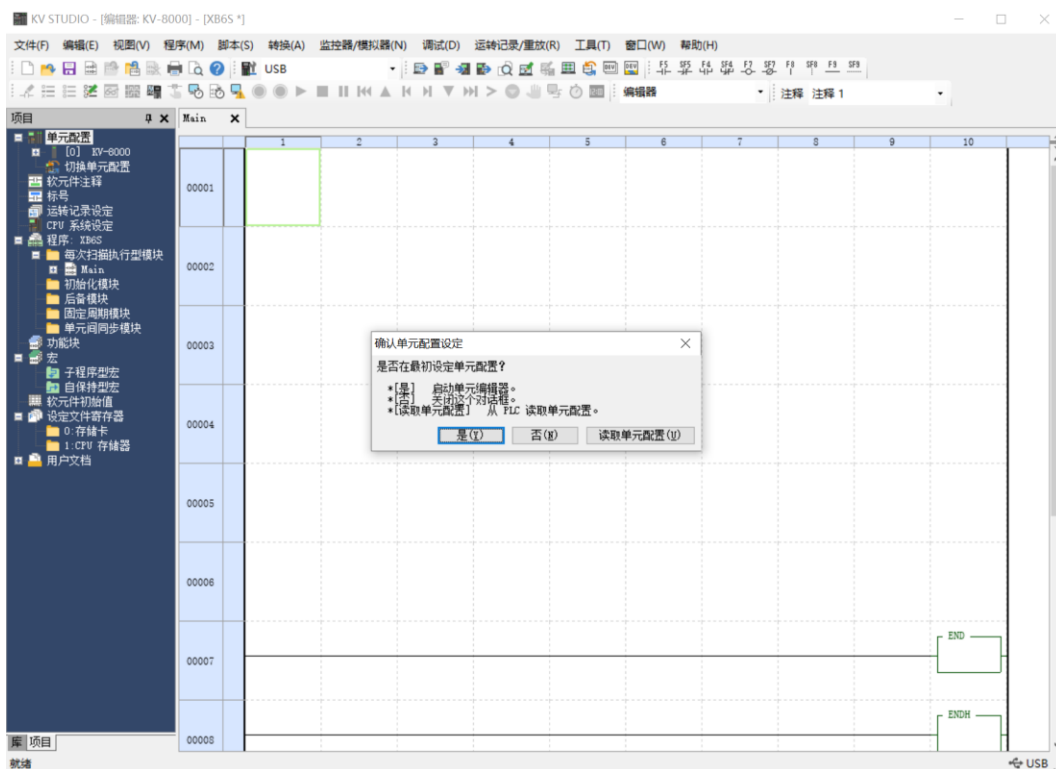 KV STUDIO - [编辑器: KV-8000] - [XB6S *]
文件(F) 编辑(E) 视图(V) 程序(M) 脚本(S) 转换(A) 监控器/模拟器(N) 调试(D) 运转记录/重放(R) 工具(T) 窗口(W) 帮助(H)
USB
F5 SF5 F4 SF4 F7 SF7 F8 SF8 F9 SF9
编辑器 注释 注释 1
项目
Main
单元配置
[0] KV-8000
切换单元配置
软元件注释
标号
运转记录设定
CPU 系统设定
程序: XB6S
每次扫描执行型模块
Main
初始化模块
后备模块
固定周期模块
单元间同步模块
功能块
宏
子程序型宏
自保持型宏
软元件初始值
设定文件寄存器
0:存储卡
1:CPU 存储器
用户文档
1 2 3 4 5 6 7 8 9 10
00001
00002
00003
00004
00005
00006
00007
00008
END
ENDH
确认单元配置设定
是否在最初设定单元配置?
*[是] 启动单元编辑器。
*[否] 关闭这个对话框。
*[读取单元配置] 从 PLC 读取单元配置。
是(Y) 否(N) 读取单元配置(U)
库 项目
就绪
USB